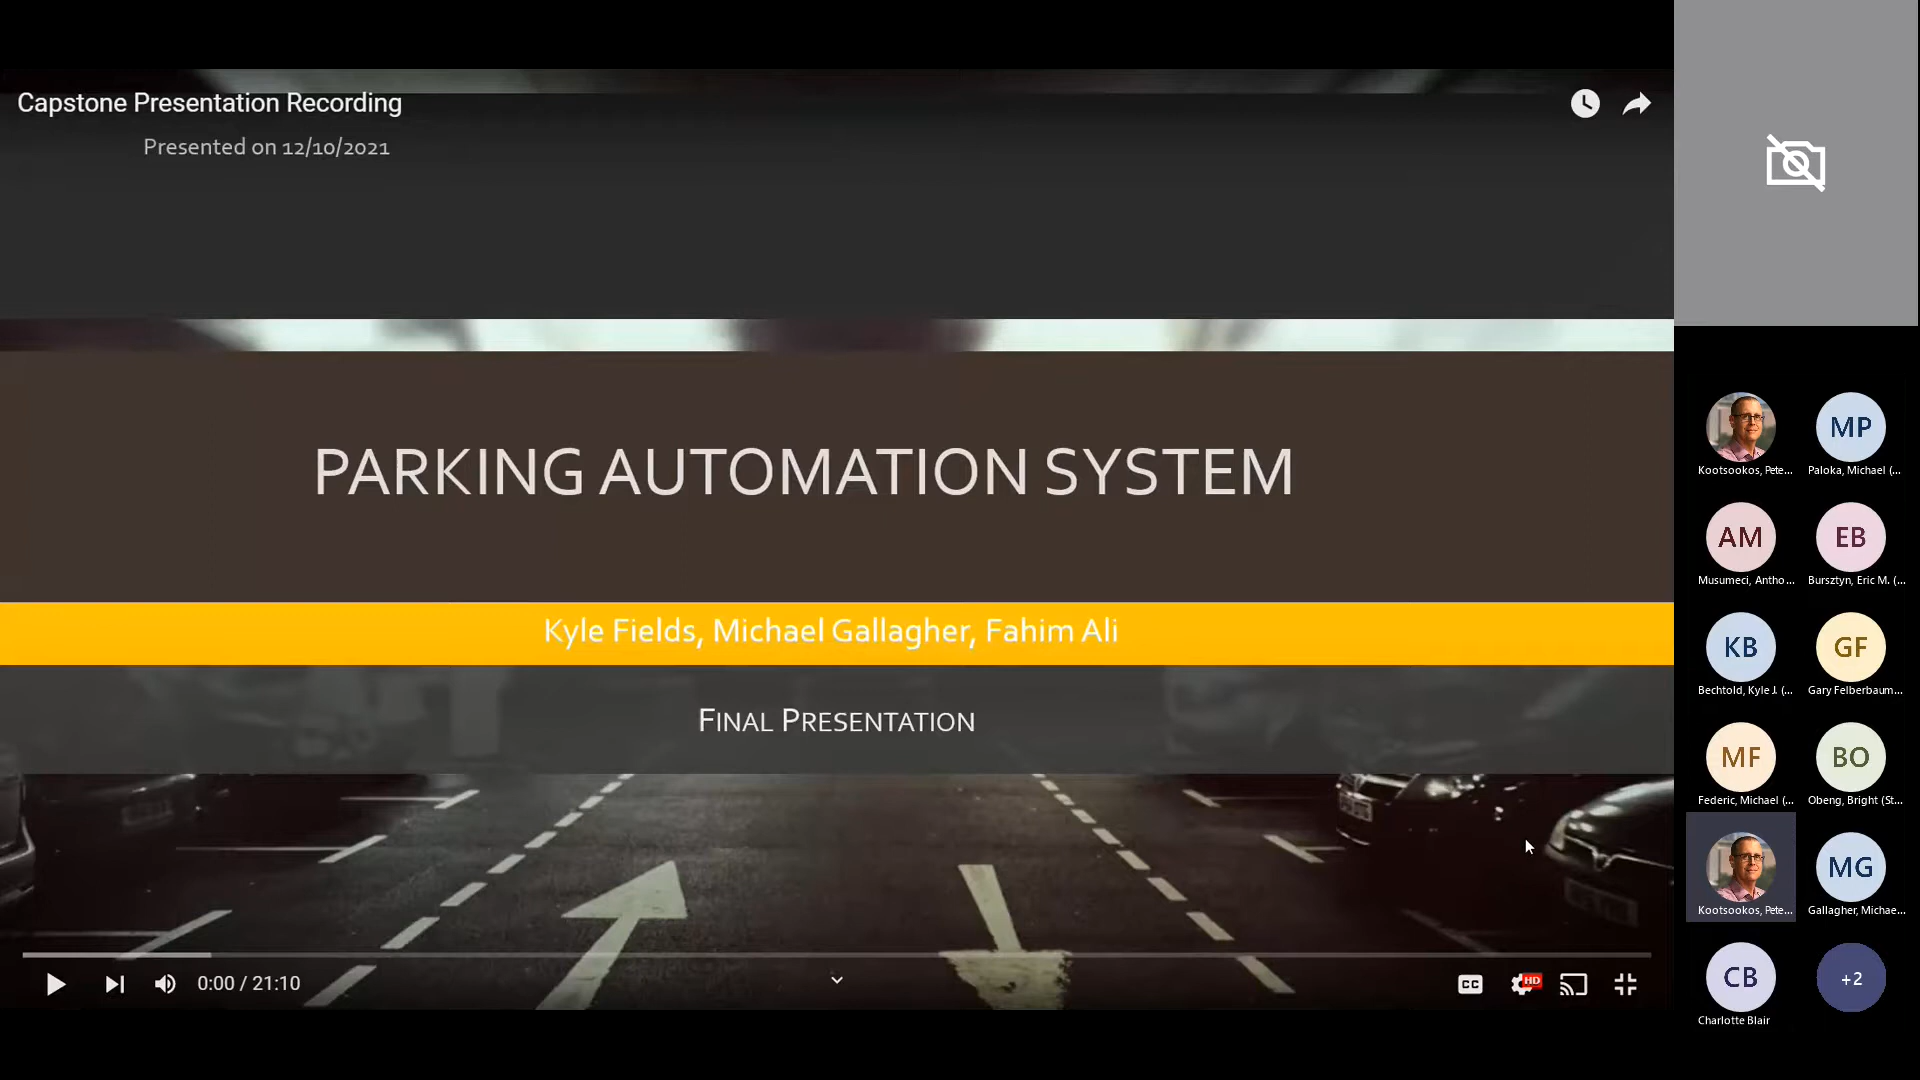 Capstone Presentation Recording
Presented on 12/10/2021
PARKING AUTOMATION SYSTEM
Kyle Fields, Michael Gallagher, Fahim Ali
FINAL PRESENTATION
0:00 / 21:10
CC
HD
Kootsookos, Pete...
MP
Paloka, Michael (...
AM
Musumeci, Antho...
EB
Bursztyn, Eric M. (...
KB
Bechtold, Kyle J. (...
GF
Gary Felberbaum...
MF
Federic, Michael (...
BO
Obeng, Bright (St...
Kootsookos, Pete...
MG
Gallagher, Michae...
CB
Charlotte Blair
+2